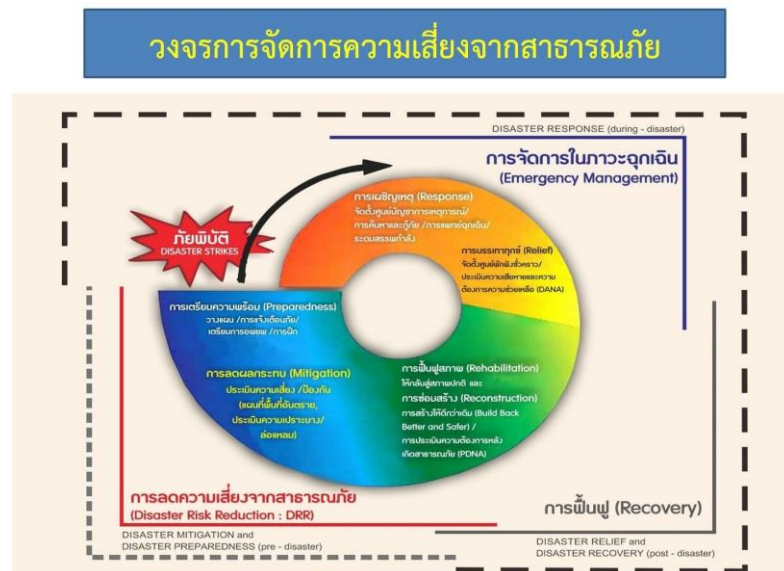 วงจรการจัดการความเสี่ยงจากสาธารณภัย
DISASTER RESPONSE (during - disaster)
การจัดการในภาวะฉุกเฉิน
(Emergency Management)
ภัยพิบัติ
DISASTER STRIKES
การเผชิญเหตุ (Response)
จัดตั้งศูนย์บัญชาการเหตุการณ์/
การค้นหาและกู้ภัย /การแพทย์ฉุกเฉิน/
ระดมสรรพกำลัง
การบรรเทาทุกข์ (Relief)
จัดตั้งศูนย์พักพิงชั่วคราว/
ประเมินความเสียหายและความ
ต้องการความช่วยเหลือ (DANA)
การเตรียมความพร้อม (Preparedness)
วางแผน /การแจ้งเตือนภัย/
เตรียมการอพยพ /การฝึก
การลดผลกระทบ (Mitigation)
ประเมินความเสี่ยง /ป้องกัน
(แผนที่พื้นที่อันตราย,
ประเมินความเปราะบาง/
ล่อแหลม)
การฟื้นฟูสภาพ (Rehabilitation)
ให้กลับสู่สภาพปกติ และ
การซ่อมสร้าง (Reconstruction)
การสร้างให้ดีกว่าเดิม (Build Back
Better and Safer) /
การประเมินความต้องการหลัง
เกิดสาธารณภัย (PDNA)
การลดความเสี่ยงจากสาธารณภัย
(Disaster Risk Reduction : DRR)
DISASTER MITIGATION and
DISASTER PREPAREDNESS (pre - disaster)
การฟื้นฟู (Recovery)
DISASTER RELIEF and
DISASTER RECOVERY (post - disaster)